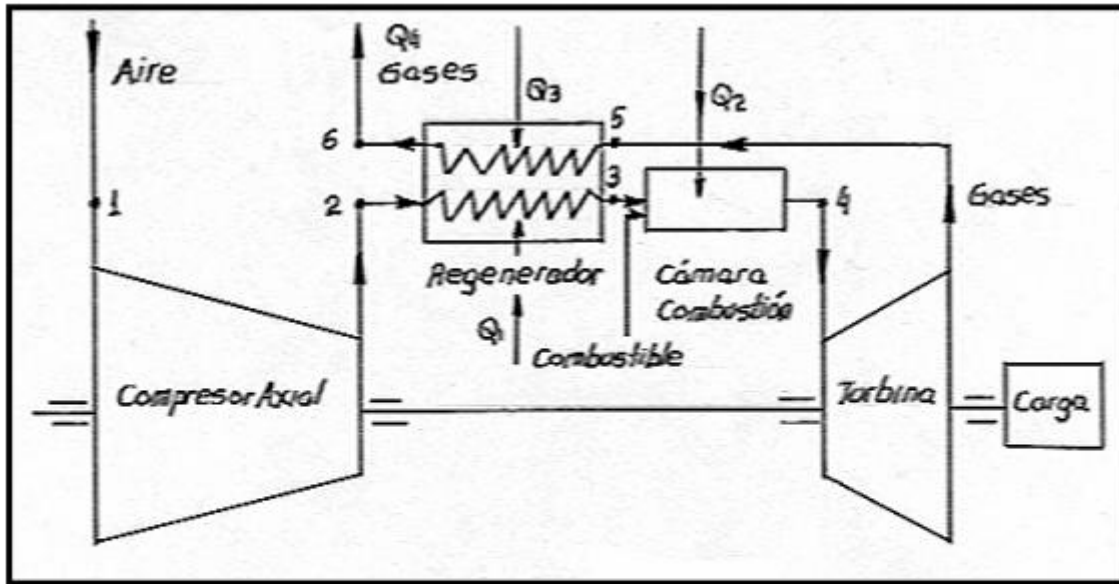 Aire
Q4
Gases
Q3
Q2
6
5
1
2
3
4
Gases
Regenerador
Cámara
Combustión
Q1
Combustible
Compresor Axial
Turbina
Carga